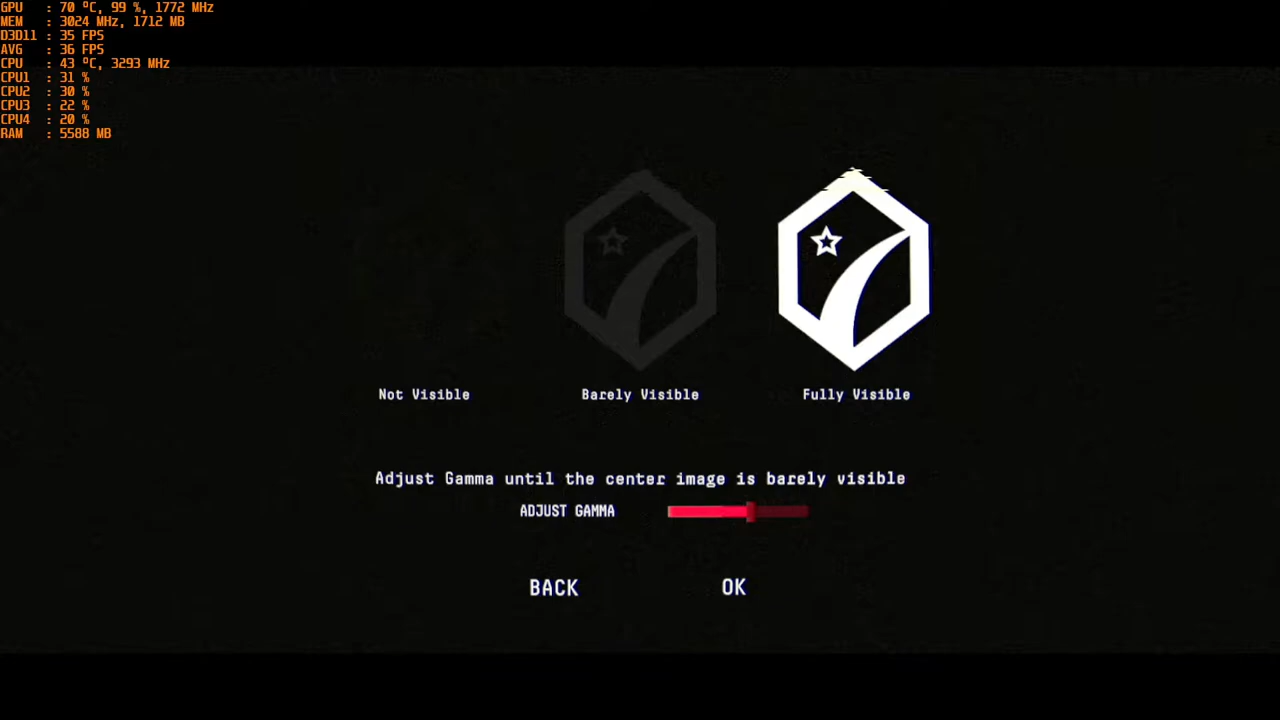 GPU : 70 ºC, 99 %, 1772 MHz
MEM : 3024 MHz, 1712 MB
D3D11 : 35 FPS
AVG : 36 FPS
CPU : 43 ºC, 3293 MHz
CPU1 : 31 %
CPU2 : 30 %
CPU3 : 22 %
CPU4 : 20 %
RAM : 5588 MB
Not Visible
Barely Visible
Fully Visible
Adjust Gamma until the center image is barely visible
ADJUST GAMMA
BACK
OK